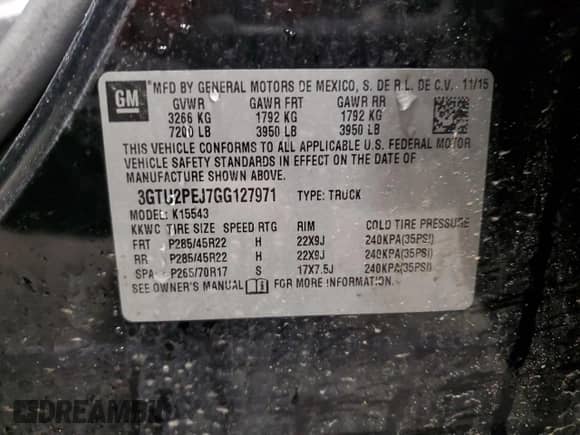 GM
MFD BY GENERAL MOTORS DE MEXICO, S. DE R.L. DE C.V. 11/15
GVWR GAWR FRT GAWR RR
3266 KG 1792 KG 1792 KG
7200 LB 3950 LB 3950 LB
THIS VEHICLE CONFORMS TO ALL APPLICABLE U.S. FEDERAL MOTOR
VEHICLE SAFETY STANDARDS IN EFFECT ON THE DATE OF
MANUFACTURE SHOWN ABOVE.
3GTU2PEJ7GG127971 TYPE: TRUCK
MODEL: K15543
KKWC TIRE SIZE SPEED RTG RIM COLD TIRE PRESSURE
FRT P285/45R22 H 22X9J 240KPA(35PSI)
RR P285/45R22 H 22X9J 240KPA(35PSI)
SPA P265/70R17 S 17X7.5J 240KPA(35PSI)
SEE OWNER'S MANUAL FOR MORE INFORMATION
DREAMBID